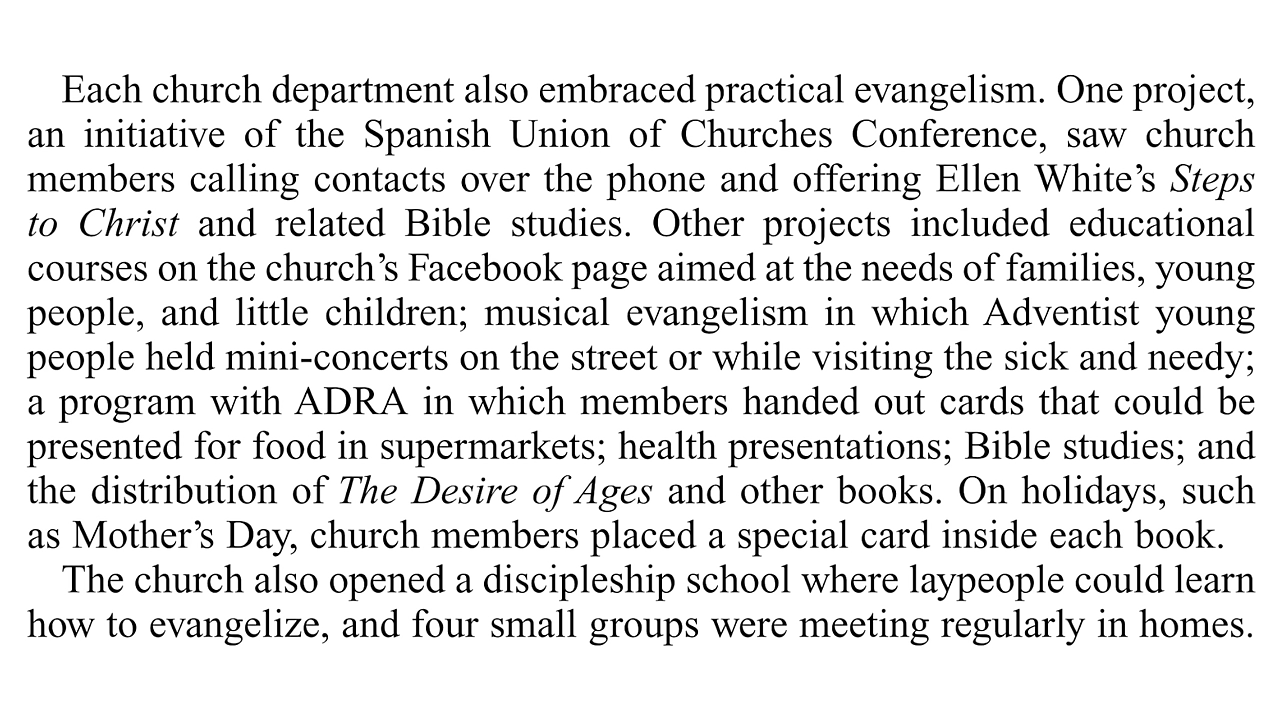 Each church department also embraced practical evangelism. One project,
an initiative of the Spanish Union of Churches Conference, saw church
members calling contacts over the phone and offering Ellen White’s Steps
to Christ and related Bible studies. Other projects included educational
courses on the church’s Facebook page aimed at the needs of families, young
people, and little children; musical evangelism in which Adventist young
people held mini-concerts on the street or while visiting the sick and needy;
a program with ADRA in which members handed out cards that could be
presented for food in supermarkets; health presentations; Bible studies; and
the distribution of The Desire of Ages and other books. On holidays, such
as Mother’s Day, church members placed a special card inside each book.
The church also opened a discipleship school where laypeople could learn
how to evangelize, and four small groups were meeting regularly in homes.